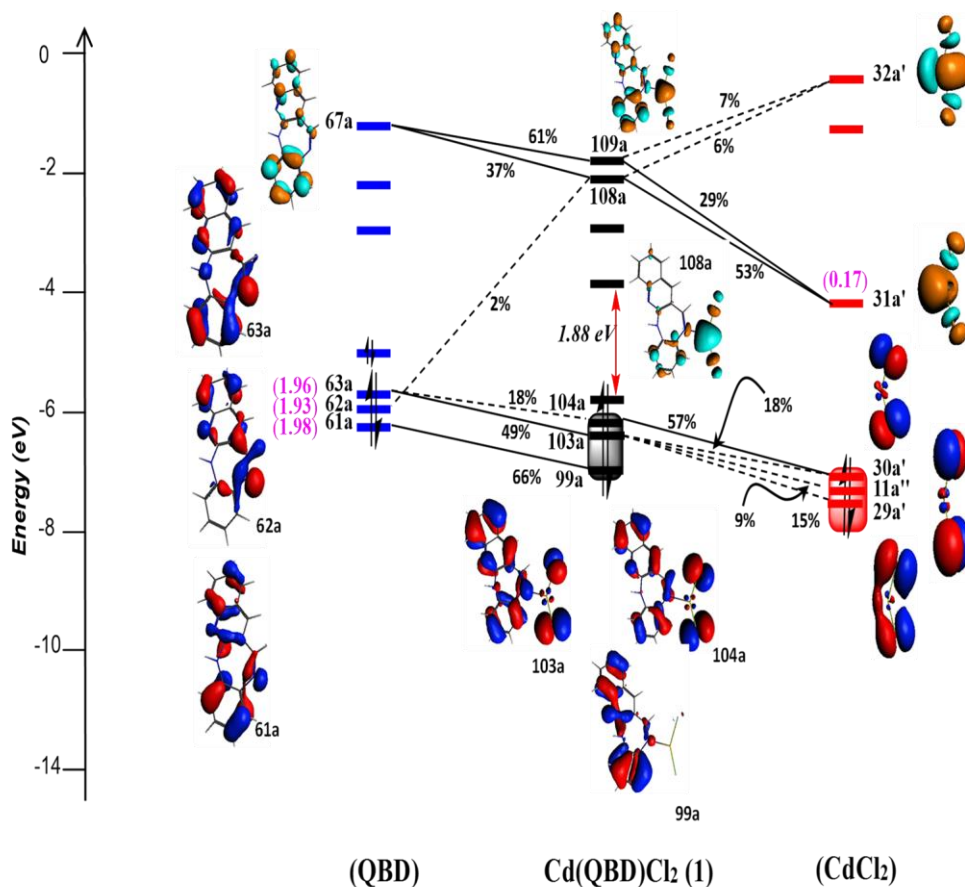 0
-2
-4
-6
-8
-10
-12
-14
Energy (eV)
67a
61%
37%
109a
108a
7%
6%
32a'
29%
53%
(0.17)
31a'
108a
2%
1.88 eV
63a
(1.96) 63a
(1.93) 62a
(1.98) 61a
18%
49%
66%
104a
103a
99a
57%
18%
9%
15%
30a'
11a''
29a'
62a
61a
103a
104a
99a
(QBD)
Cd(QBD)Cl₂ (1)
(CdCl₂)